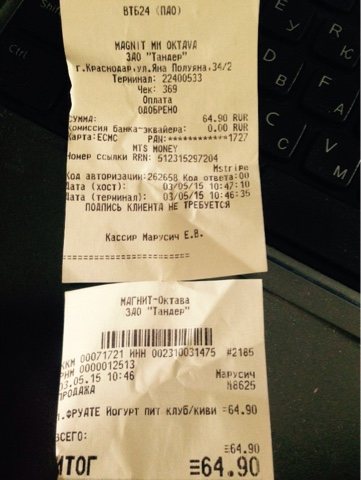 ВТБ24 (ПАО)
MAGNIT MM OKTAVA
ЗАО "Тандер"
г.Краснодар,ул.Яна Полуяна,34/2
Терминал: 22400533
Чек: 369
Оплата
ОДОБРЕНО
СУММА: 64.90 RUR
Комиссия банка-эквайера: 0.00 RUR
Карта:ECMC PAN:************1727
MTS MONEY
Номер ссылки RRN: 512315297204
Mstripe
Код авторизации:262658 Код ответа:00
Дата (хост): 03/05/15 10:47:10
Дата (терминал): 03/05/15 10:46:35
ПОДПИСЬ КЛИЕНТА НЕ ТРЕБУЕТСЯ
Кассир Марусич Е.В.
==============================
МАГНИТ-Октава
ЗАО "Тандер"
ККМ 00071721 ИНН 002310031475 #2185
0000012513
03.05.15 10:46 Марусич
ПРОДАЖА №8625
ФРУАТЕ Йогурт пит клуб/киви =64.90
ВСЕГО: =64.90
ИТОГ =64.90
Ctrl
Shift
E
У
R
К
D
В
F
А
C
С
V
М